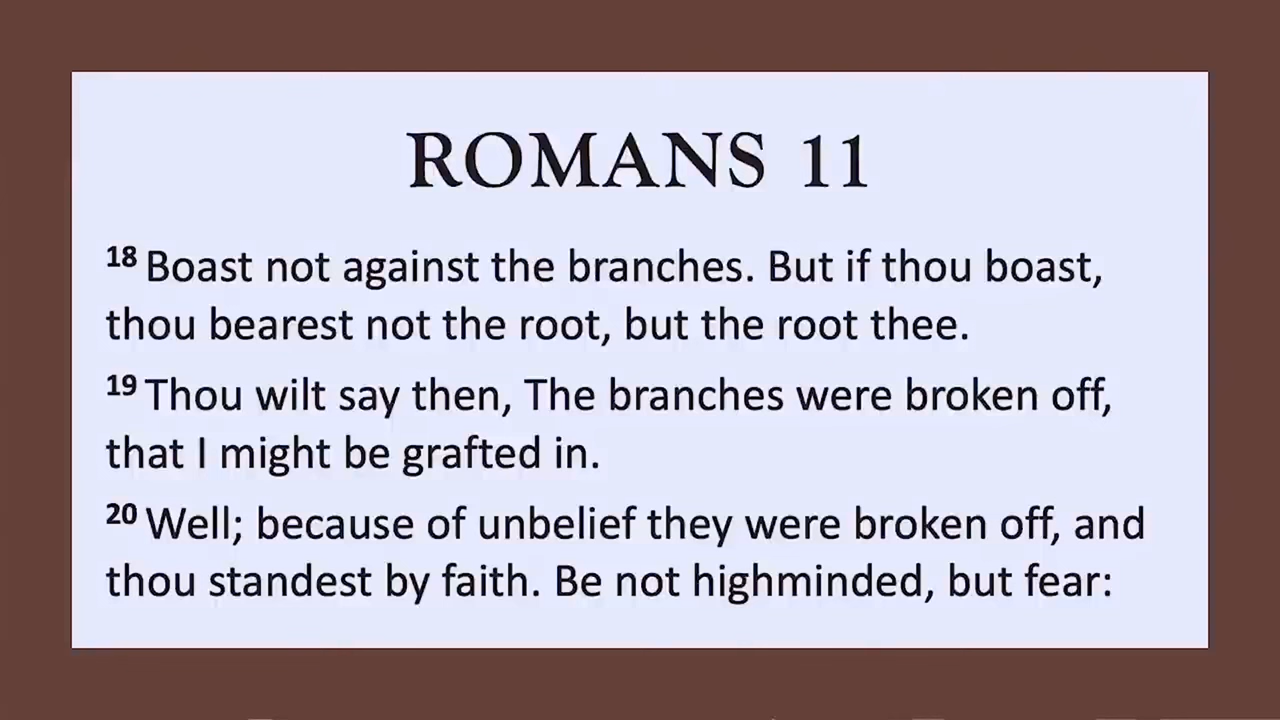 ROMANS 11
18 Boast not against the branches. But if thou boast,
thou bearest not the root, but the root thee.
19 Thou wilt say then, The branches were broken off,
that I might be grafted in.
20 Well; because of unbelief they were broken off, and
thou standest by faith. Be not highminded, but fear: